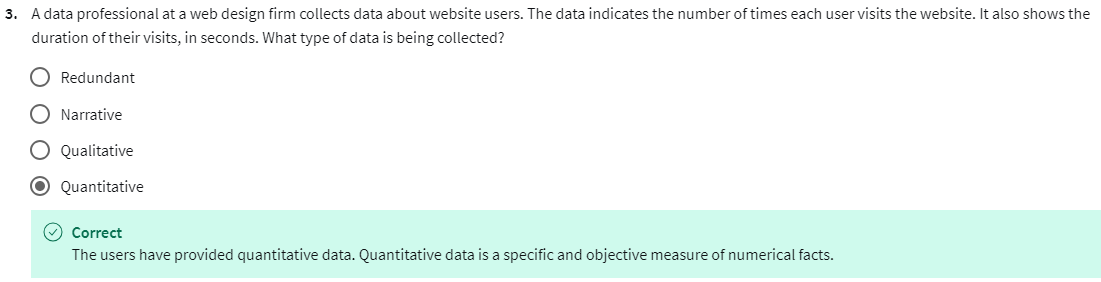 3. A data professional at a web design firm collects data about website users. The data indicates the number of times each user visits the website. It also shows the
duration of their visits, in seconds. What type of data is being collected?
Redundant
Narrative
Qualitative
Quantitative
Correct
The users have provided quantitative data. Quantitative data is a specific and objective measure of numerical facts.